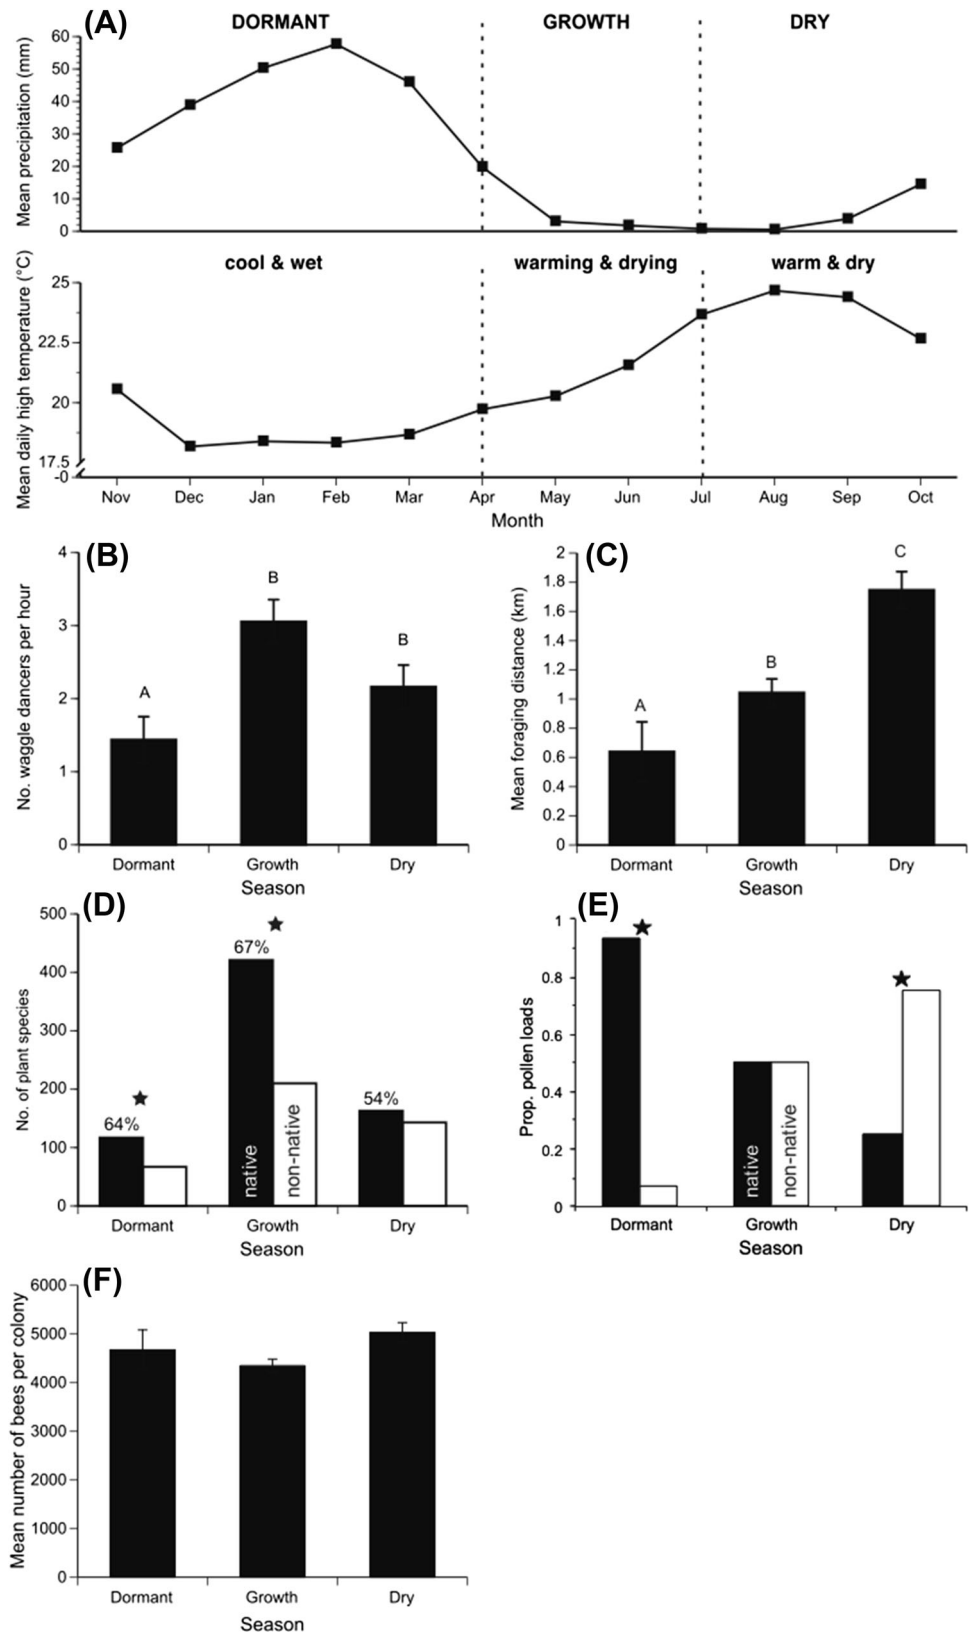 (A) DORMANT GROWTH DRY
Mean precipitation (mm)
60
50
40
30
20
10
0
cool & wet warming & drying warm & dry
Mean daily high temperature (°C)
25
22.5
20
17.5
-0
Nov Dec Jan Feb Mar Apr May Jun Jul Aug Sep Oct
Month
(B)
No. waggle dancers per hour
4
3
2
1
0
A
B
B
Dormant Growth Dry
Season
(C)
Mean foraging distance (km)
2
1.8
1.6
1.4
1.2
1
0.8
0.6
0.4
0.2
0
A
B
C
Dormant Growth Dry
Season
(D)
No. of plant species
500
400
300
200
100
0
64%
67%
54%
native
non-native
Dormant Growth Dry
Season
(E)
Prop. pollen loads
1
0.8
0.6
0.4
0.2
0
native
non-native
Dormant Growth Dry
Season
(F)
Mean number of bees per colony
6000
5000
4000
3000
2000
1000
0
Dormant Growth Dry
Season